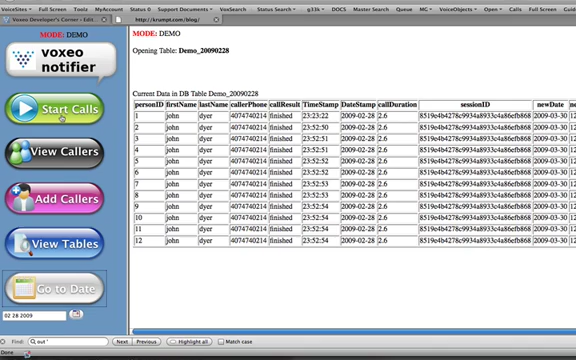 VoiceSites Full Screen Tools MyAccount Status 0 Support Status VoxSearch Status Search g33k DOCS Master Search Queue MC VoiceObjects Open Calls Full Screen
Voxeo Developer's Corner - Edit... http://krumpt.com/blog/
MODE: DEMO
voxeo
notifier
Start Calls
View Callers
Add Callers
View Tables
Go to Date
02 28 2009
MODE: DEMO
Opening Table: Demo_20090228
Current Data in DB Table Demo_20090228
personID firstName lastName callerPhone callResult TimeStamp DateStamp callDuration sessionID newDate
1 john dyer 4074740214 finished 23:23:22 2009-02-28 2.6 8519e4b4278c9934a8933c4a86efb868 2009-03-30
2 john dyer 4074740214 finished 23:52:50 2009-02-28 2.6 8519e4b4278c9934a8933c4a86efb868 2009-03-30
3 john dyer 4074740214 finished 23:52:50 2009-02-28 2.6 8519e4b4278c9934a8933c4a86efb868 2009-03-30
4 john dyer 4074740214 finished 23:52:51 2009-02-28 2.6 8519e4b4278c9934a8933c4a86efb868 2009-03-30
5 john dyer 4074740214 finished 23:52:52 2009-02-28 2.6 8519e4b4278c9934a8933c4a86efb868 2009-03-30
6 john dyer 4074740214 finished 23:52:52 2009-02-28 2.6 8519e4b4278c9934a8933c4a86efb868 2009-03-30
7 john dyer 4074740214 finished 23:52:53 2009-02-28 2.6 8519e4b4278c9934a8933c4a86efb868 2009-03-30
8 john dyer 4074740214 finished 23:52:53 2009-02-28 2.6 8519e4b4278c9934a8933c4a86efb868 2009-03-30
9 john dyer 4074740214 finished 23:52:54 2009-02-28 2.6 8519e4b4278c9934a8933c4a86efb868 2009-03-30
10 john dyer 4074740214 finished 23:52:54 2009-02-28 2.6 8519e4b4278c9934a8933c4a86efb868 2009-03-30
11 john dyer 4074740214 finished 23:52:54 2009-02-28 2.6 8519e4b4278c9934a8933c4a86efb868 2009-03-30
12 john dyer 4074740214 finished 23:52:54 2009-02-28 2.6 8519e4b4278c9934a8933c4a86efb868 2009-03-30
Find: out' Next Previous Highlight all Match case
Done